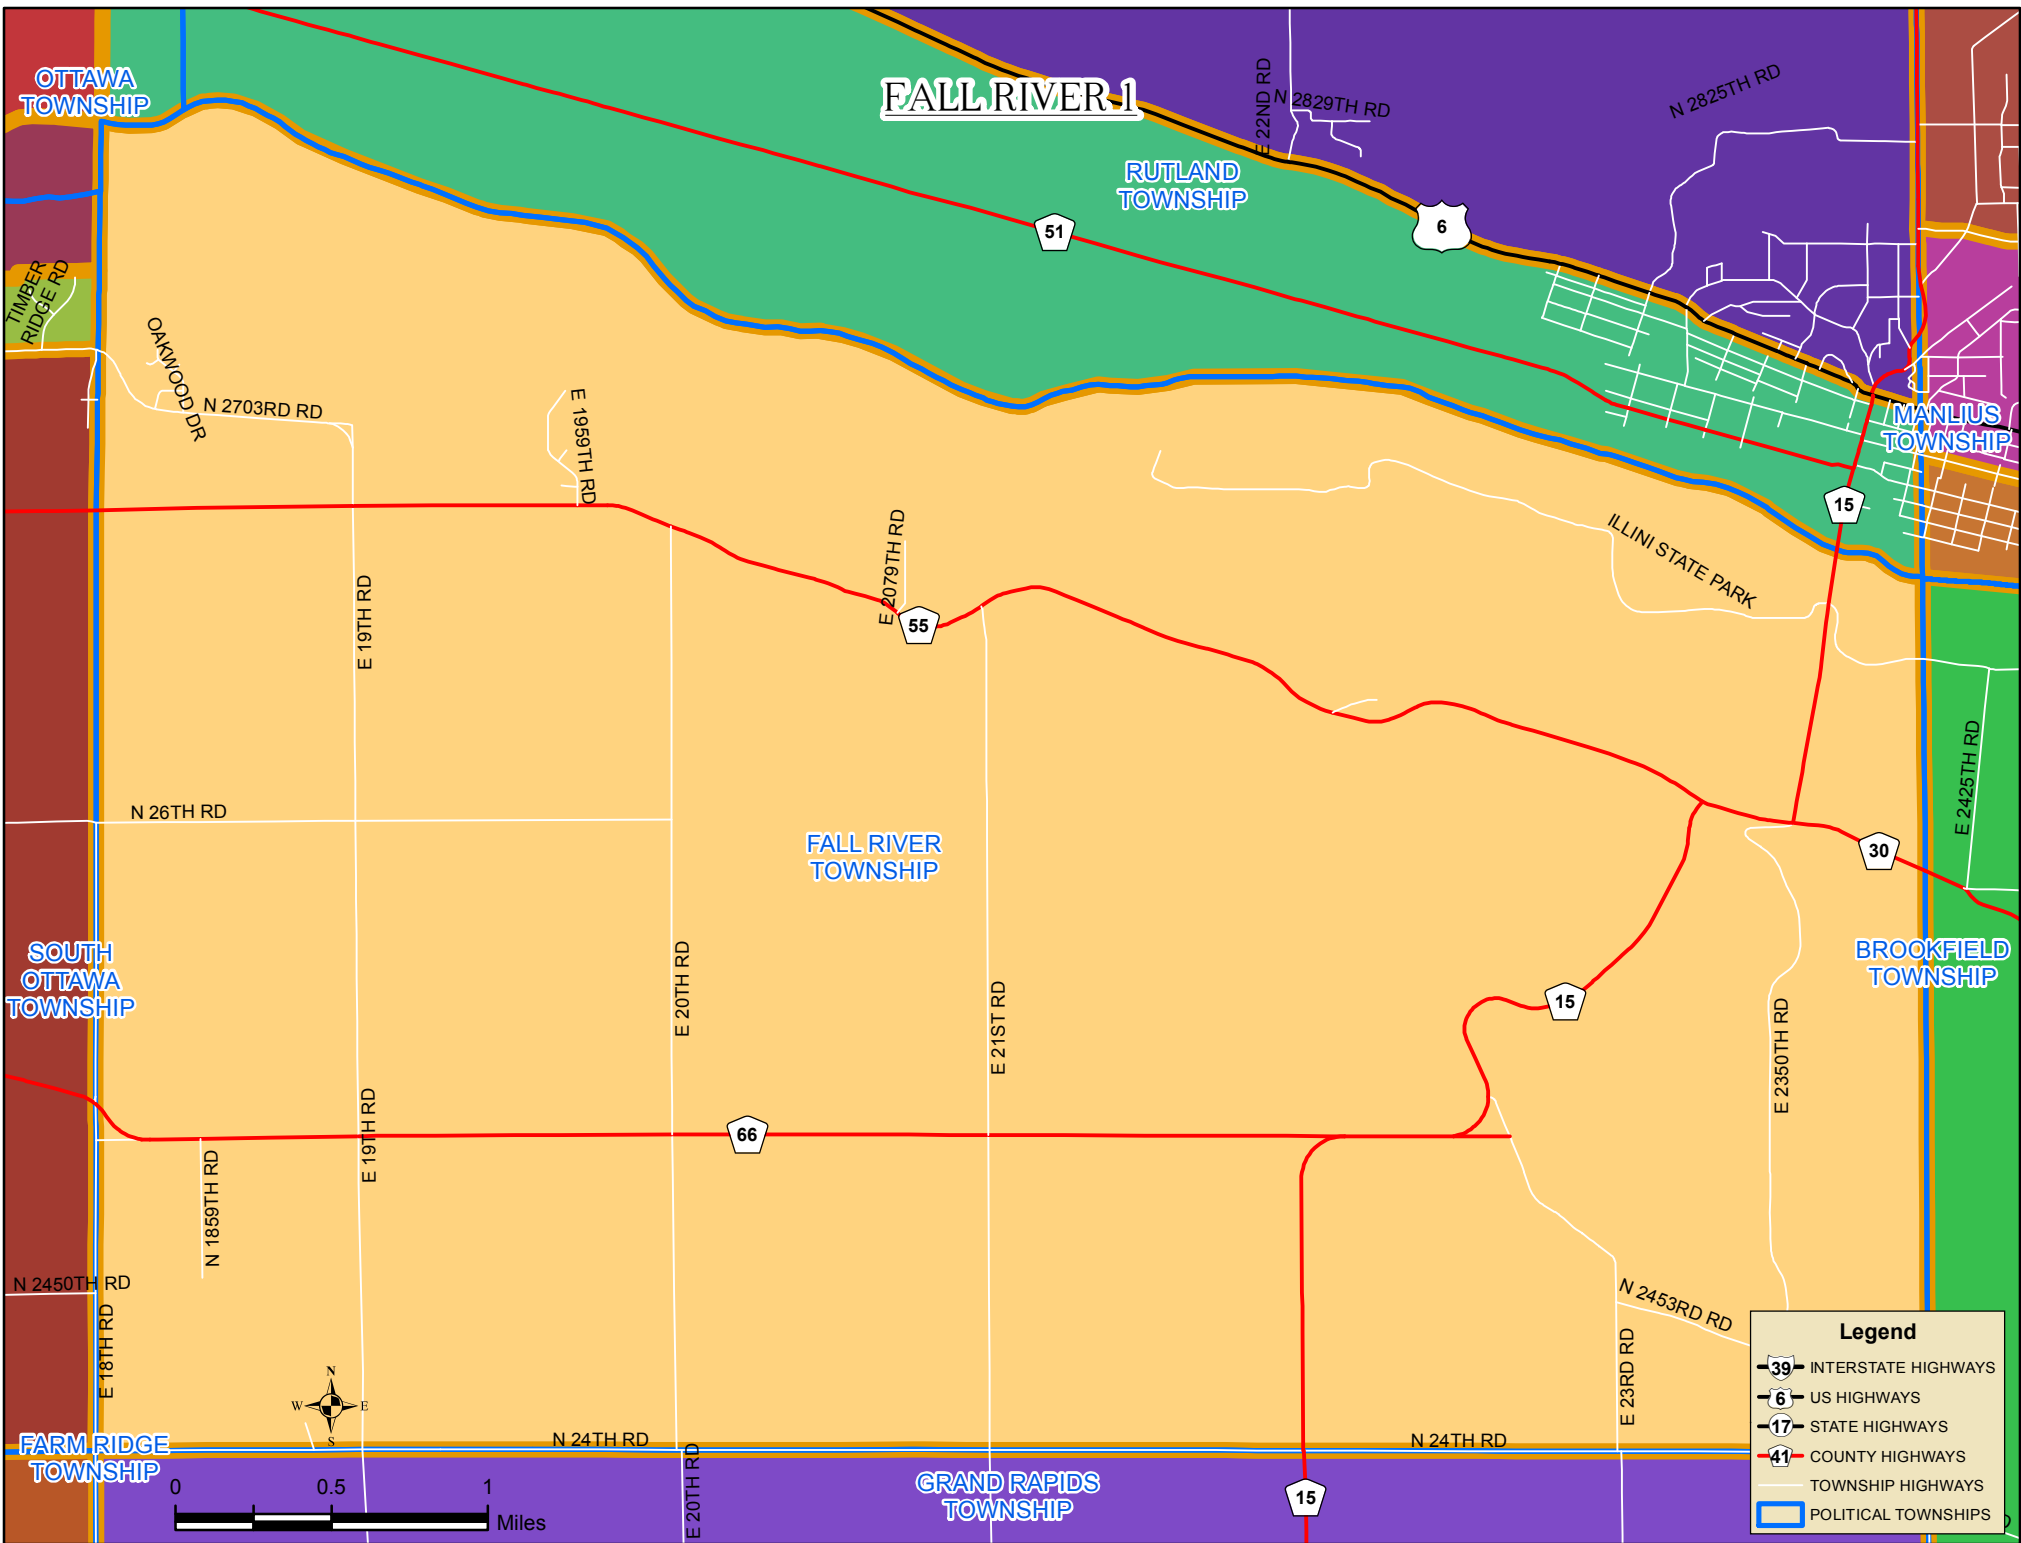 OTTAWA
TOWNSHIP
FALL RIVER 1
E 22ND RD
N 2829TH RD
N 2825TH RD
RUTLAND
TOWNSHIP
51
6
TIMBER
RIDGE RD
OAKWOOD DR
N 2703RD RD
E 1959TH RD
MANLIUS
TOWNSHIP
15
E 2079TH RD
ILLINI STATE PARK
E 19TH RD
55
N 26TH RD
FALL RIVER
TOWNSHIP
E 2425TH RD
30
SOUTH
OTTAWA
TOWNSHIP
E 20TH RD
E 21ST RD
15
E 2350TH RD
BROOKFIELD
TOWNSHIP
66
E 19TH RD
N 1859TH RD
N 2450TH RD
E 18TH RD
N 2453RD RD
E 23RD RD
N
W E
S
FARM RIDGE
TOWNSHIP
N 24TH RD
N 24TH RD
E 20TH RD
GRAND RAPIDS
TOWNSHIP
15
0 0.5 1
Miles
Legend
39 INTERSTATE HIGHWAYS
6 US HIGHWAYS
17 STATE HIGHWAYS
41 COUNTY HIGHWAYS
TOWNSHIP HIGHWAYS
POLITICAL TOWNSHIPS